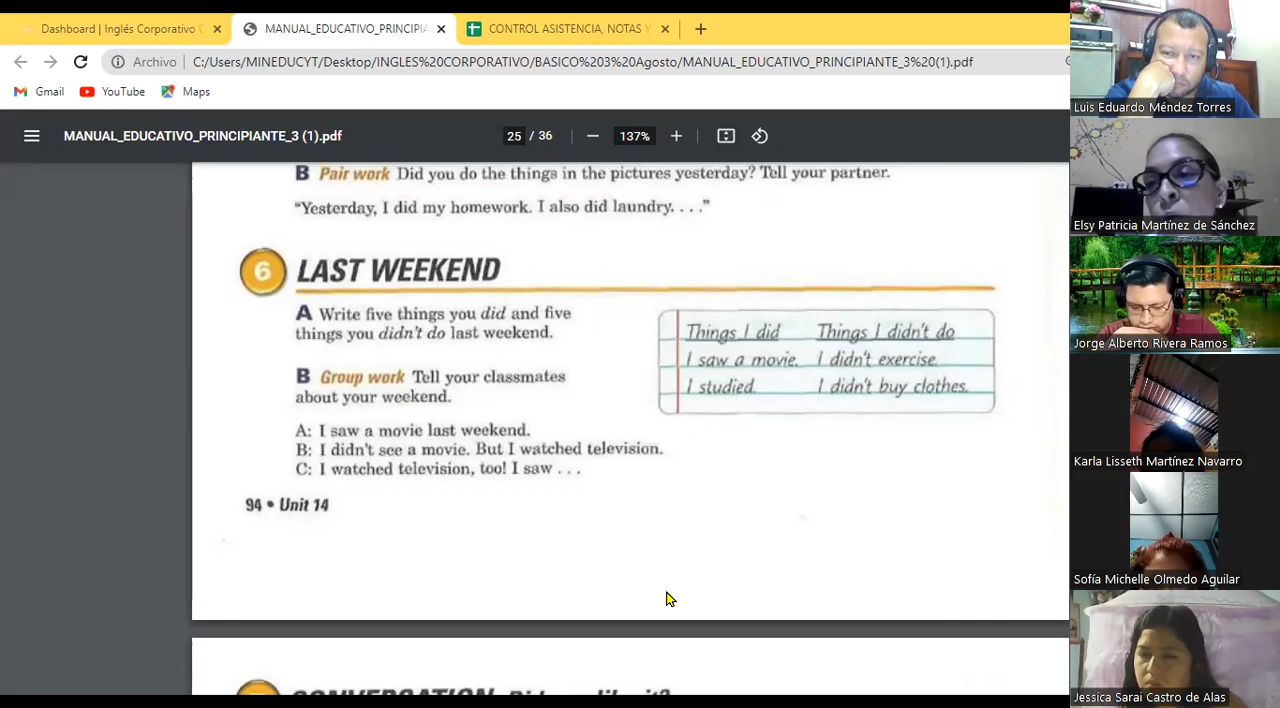 Dashboard | Inglés Corporativo
MANUAL_EDUCATIVO_PRINCIPIA
CONTROL ASISTENCIA, NOTAS Y
Archivo
C:/Users/MINEDUCYT/Desktop/INGLES%20CORPORATIVO/BASICO%203%20Agosto/MANUAL_EDUCATIVO_PRINCIPIANTE_3%20(1).pdf
Gmail
YouTube
Maps
MANUAL_EDUCATIVO_PRINCIPIANTE_3 (1).pdf
25 / 36
137%
B Pair work Did you do the things in the pictures yesterday? Tell your partner.
“Yesterday, I did my homework. I also did laundry. . . .”
6 LAST WEEKEND
A Write five things you did and five
things you didn't do last weekend.
B Group work Tell your classmates
about your weekend.
A: I saw a movie last weekend.
B: I didn't see a movie. But I watched television.
C: I watched television, too! I saw . . .
Things I did Things I didn't do
I saw a movie. I didn't exercise.
I studied. I didn't buy clothes.
94 • Unit 14
Luis Eduardo Méndez Torres
Elsy Patricia Martínez de Sánchez
Jorge Alberto Rivera Ramos
Karla Lisseth Martínez Navarro
Sofía Michelle Olmedo Aguilar
Jessica Sarai Castro de Alas